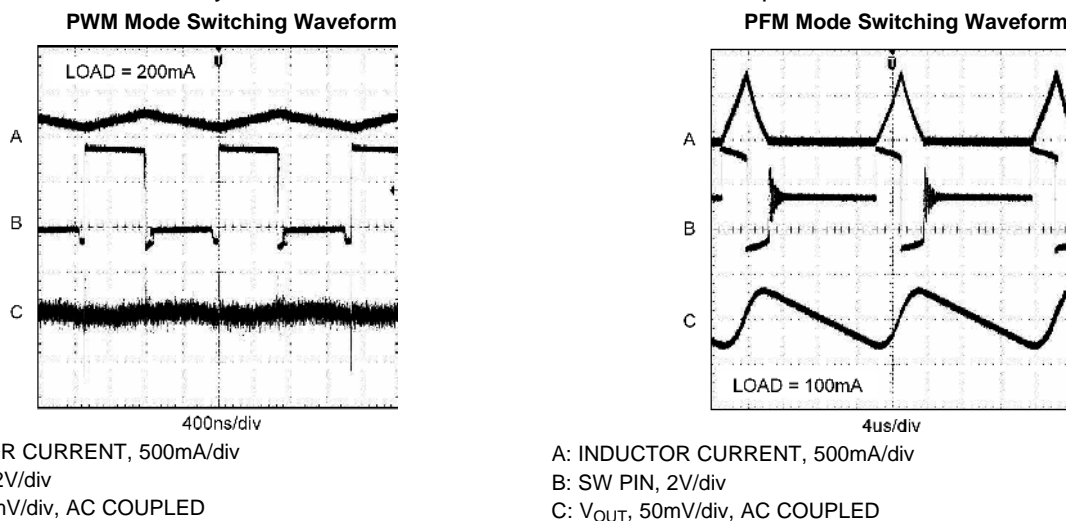 PWM Mode Switching Waveform
LOAD = 200mA
A
B
C
400ns/div
R CURRENT, 500mA/div
2V/div
mV/div, AC COUPLED
PFM Mode Switching Waveform
A
B
C
LOAD = 100mA
4us/div
A: INDUCTOR CURRENT, 500mA/div
B: SW PIN, 2V/div
C: VOUT, 50mV/div, AC COUPLED